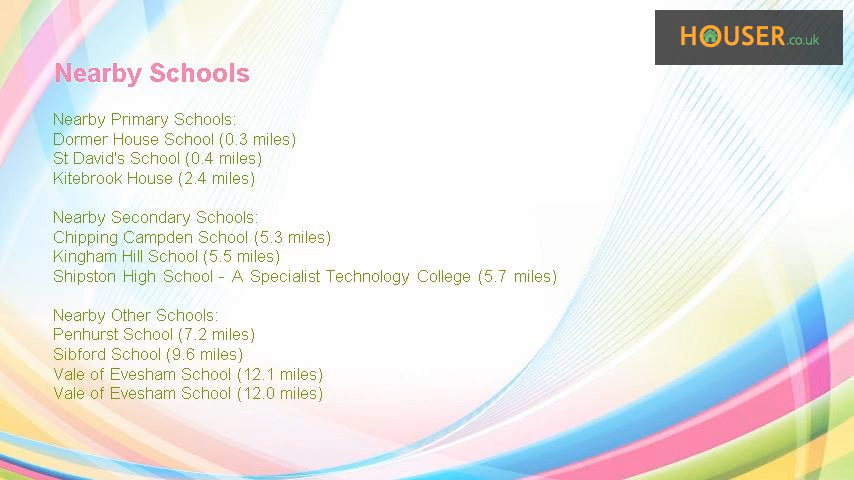 HOUSER.co.uk
Nearby Schools
Nearby Primary Schools:
Dormer House School (0.3 miles)
St David's School (0.4 miles)
Kitebrook House (2.4 miles)
Nearby Secondary Schools:
Chipping Campden School (5.3 miles)
Kingham Hill School (5.5 miles)
Shipston High School - A Specialist Technology College (5.7 miles)
Nearby Other Schools:
Penhurst School (7.2 miles)
Sibford School (9.6 miles)
Vale of Evesham School (12.1 miles)
Vale of Evesham School (12.0 miles)